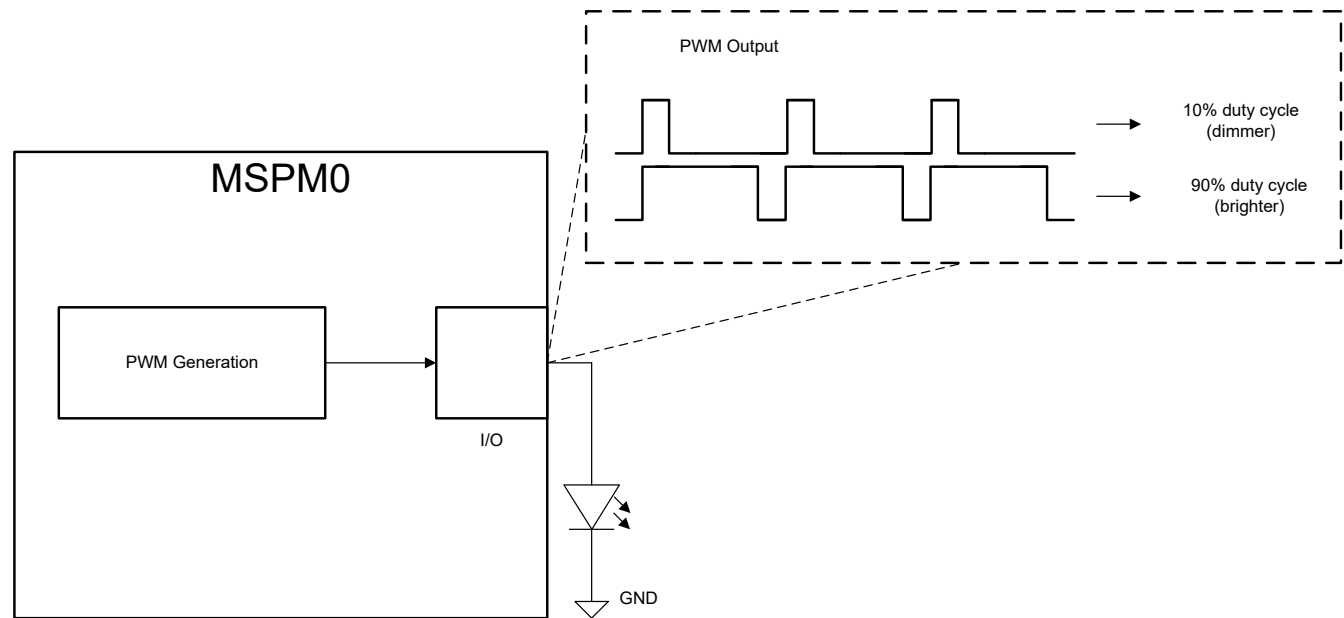 PWM Output
10% duty cycle
(dimmer)
90% duty cycle
(brighter)
MSPM0
PWM Generation
I/O
GND